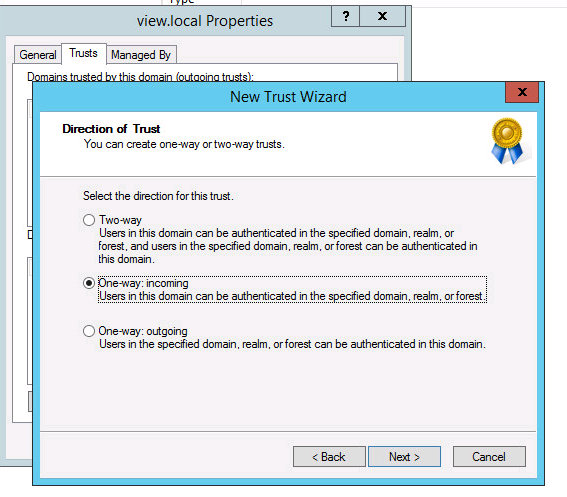 Type
view.local Properties
?
x
General
Trusts
Managed By
Domains trusted by this domain (outgoing trusts):
New Trust Wizard
x
Direction of Trust
You can create one-way or two-way trusts.
Select the direction for this trust.
Two-way
Users in this domain can be authenticated in the specified domain, realm, or
forest, and users in the specified domain, realm, or forest can be authenticated in
this domain.
One-way: incoming
Users in this domain can be authenticated in the specified domain, realm, or forest.
One-way: outgoing
Users in the specified domain, realm, or forest can be authenticated in this domain.
< Back
Next >
Cancel